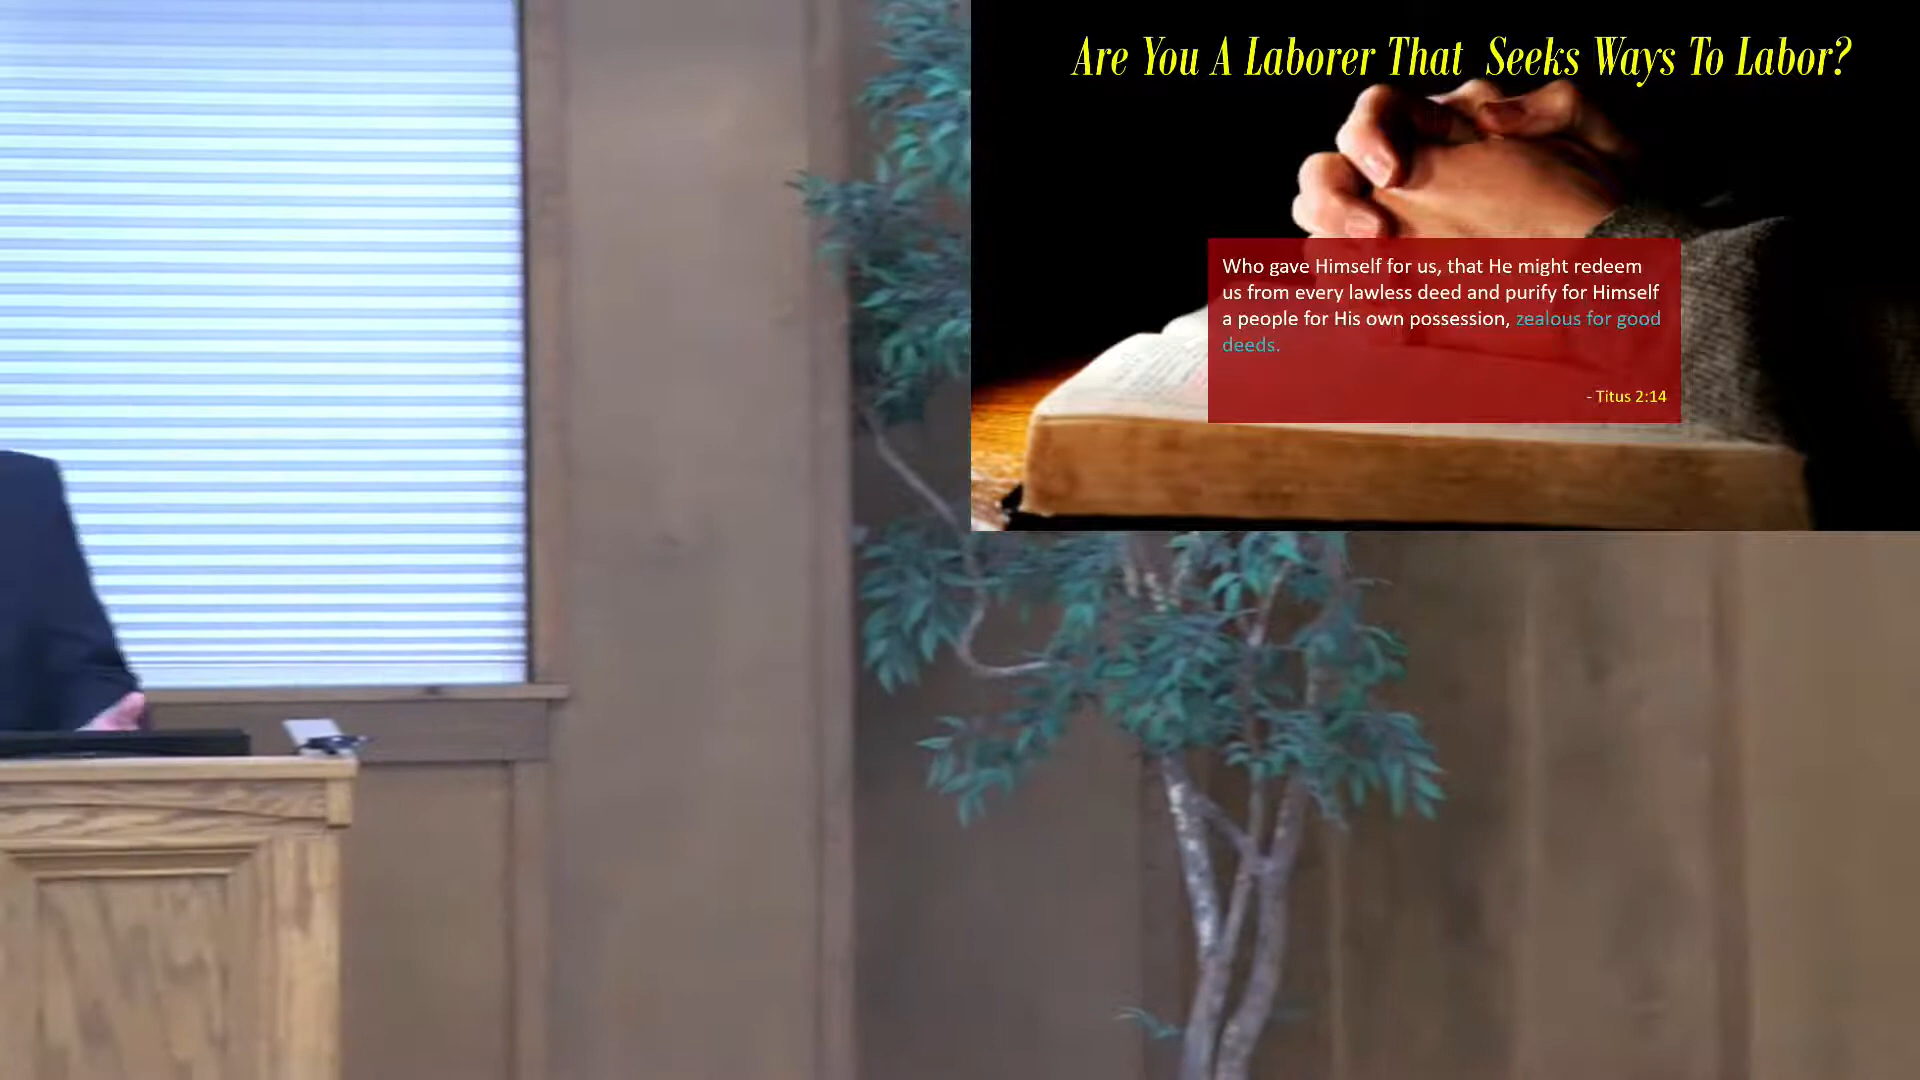 Are You A Laborer That Seeks Ways To Labor?
Who gave Himself for us, that He might redeem
us from every lawless deed and purify for Himself
a people for His own possession, zealous for good
deeds.
- Titus 2:14